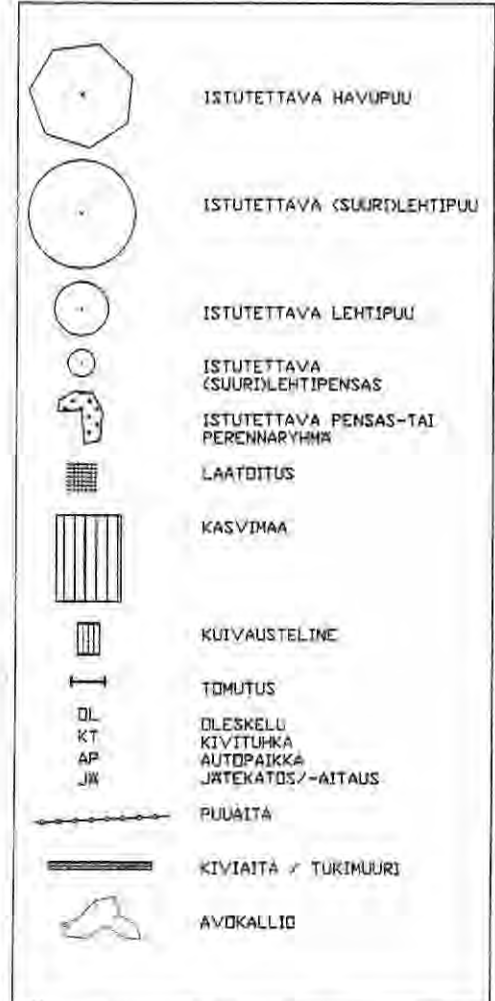 ISTUTETTAVA HAVUPUU
ISTUTETTAVA (SUURI)LEHTIPUU
ISTUTETTAVA LEHTIPUU
ISTUTETTAVA
(SUURI)LEHTIPENSAS
ISTUTETTAVA PENSAS-TAI
PERENNARYHMÄ
LAATOITUS
KASVIMAA
KUIVAUSTELINE
TOMUTUS
OL OLESKELU
KT KIVITUHKA
AP AUTOPAIKKA
JÄ JÄTEKATOS/-AITAUS
PUUAITA
KIVIAITA / TUKIMUURI
AVOKALLIO